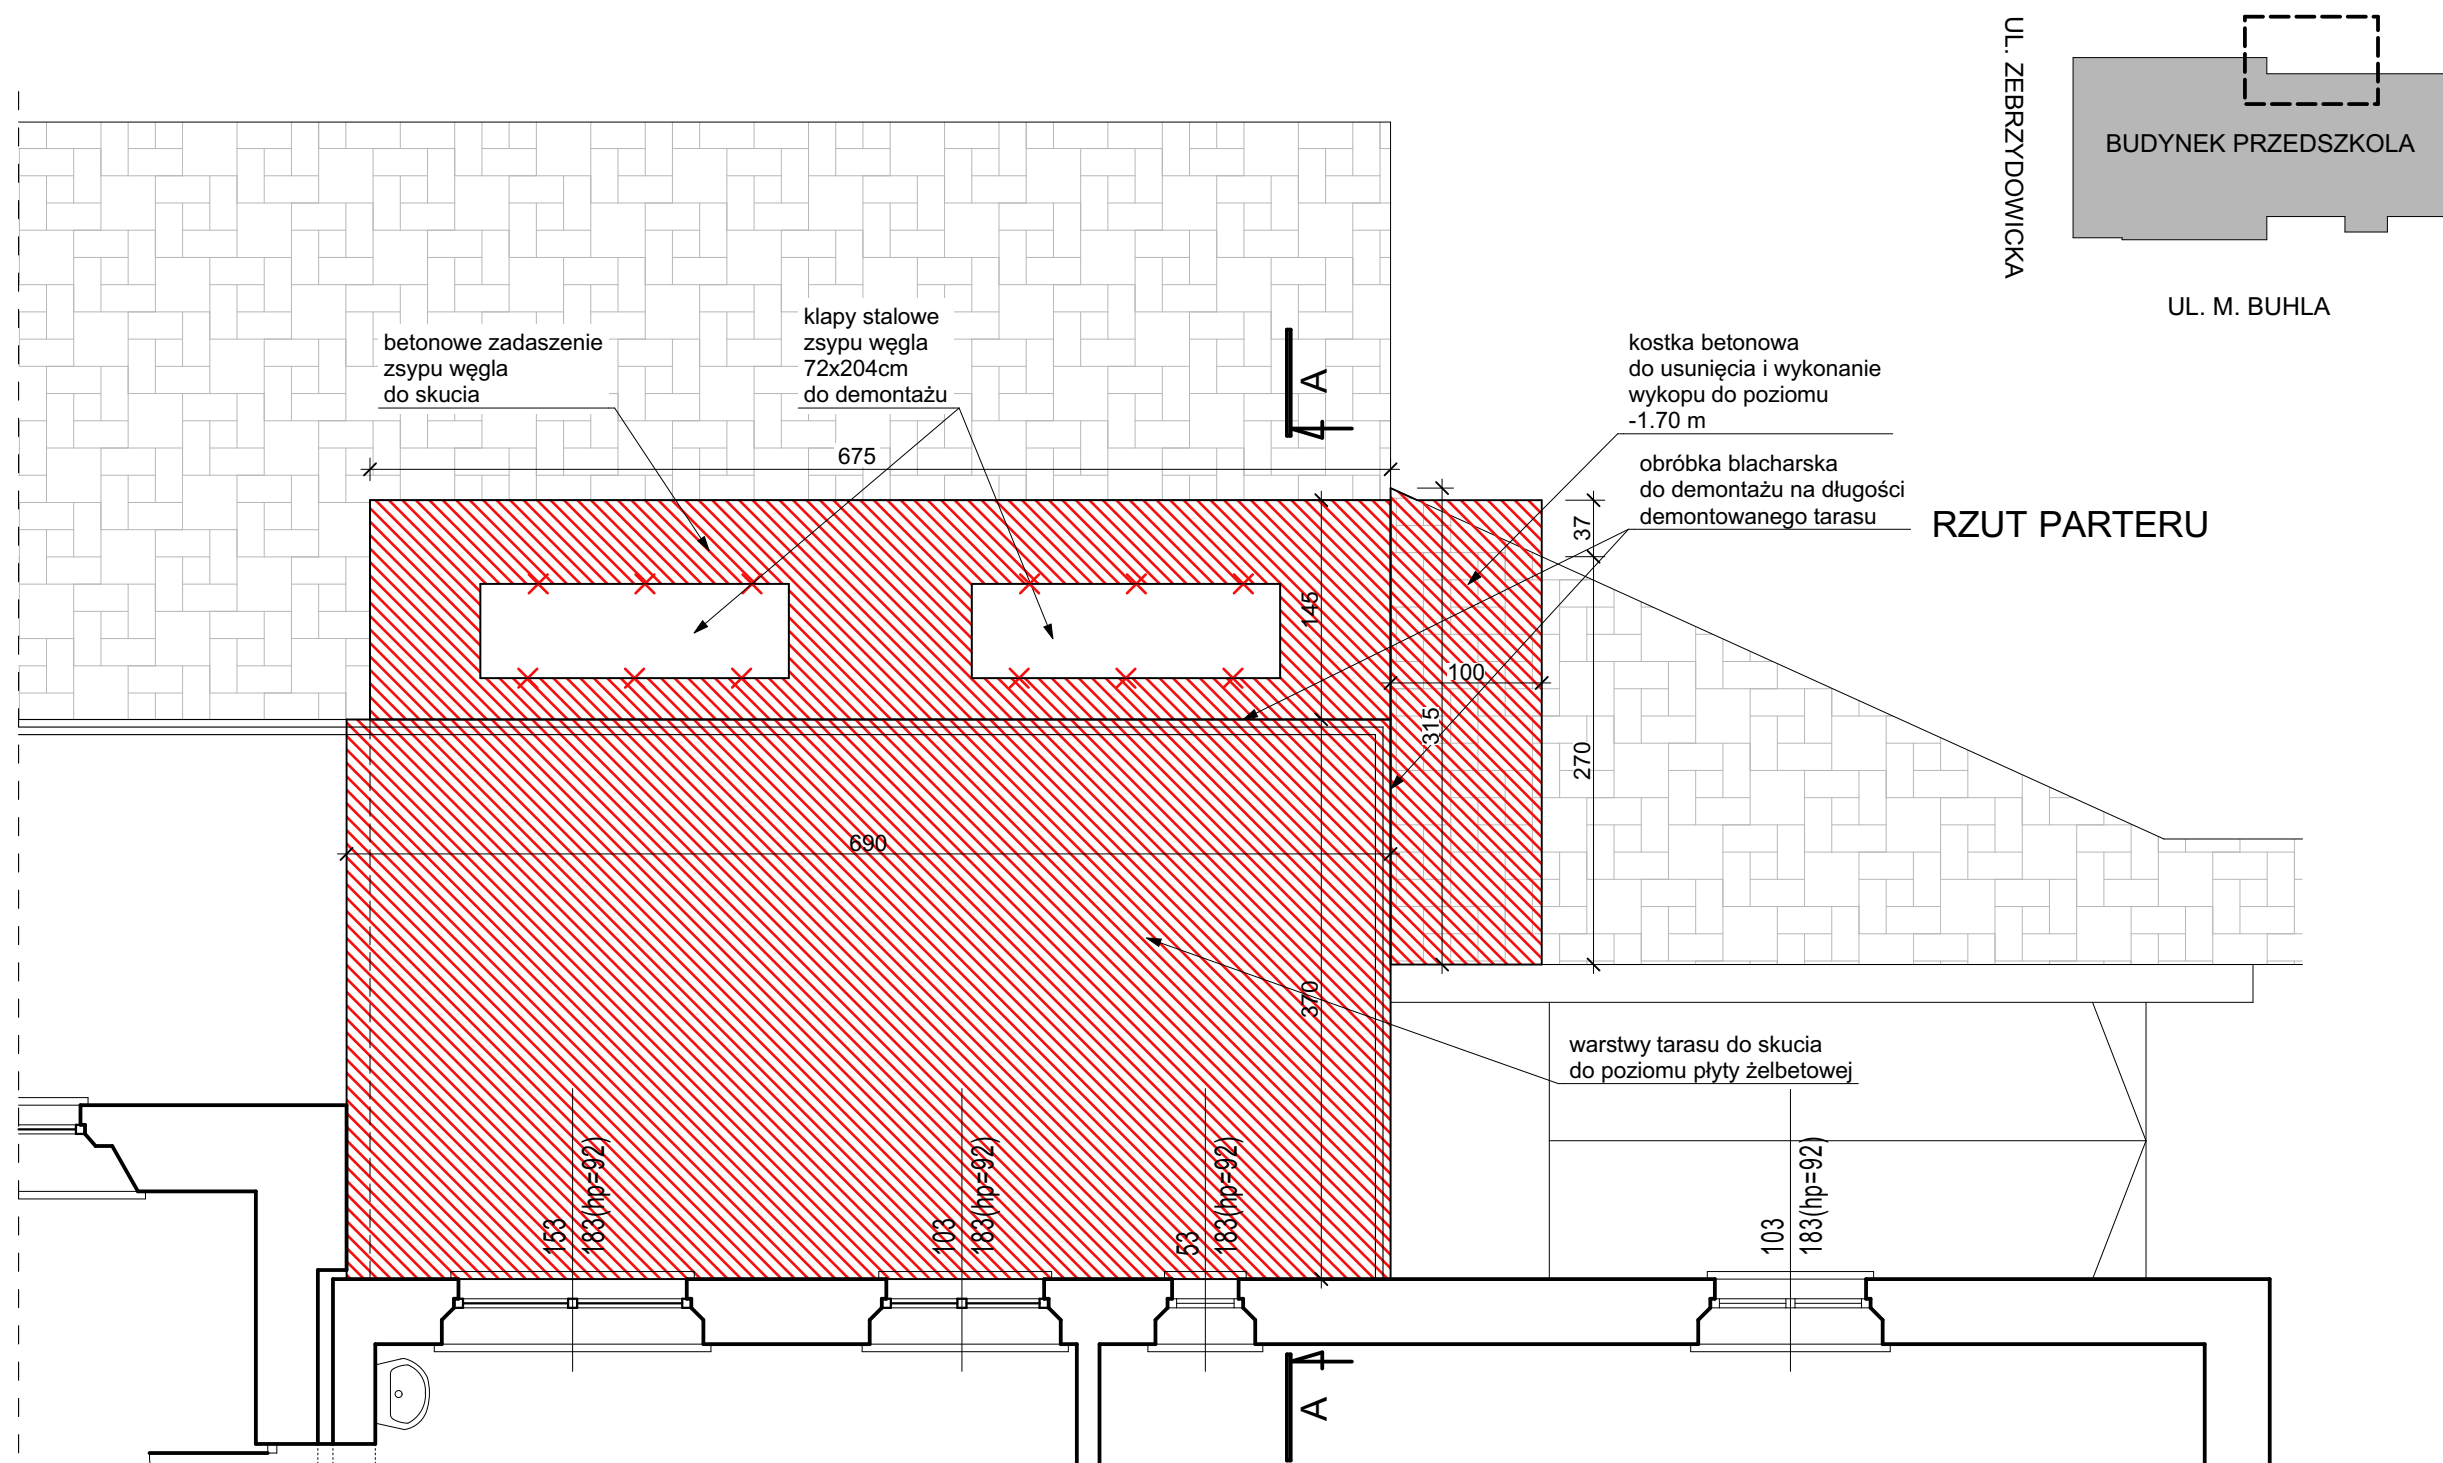 UL. ZEBRZYDOWICKA
BUDYNEK PRZEDSZKOLA
UL. M. BUHLA
betonowe zadaszenie
zsypu węgla
do skucia
klapy stalowe
zsypu węgla
72x204cm
do demontażu
A
kostka betonowa
do usunięcia i wykonanie
wykopu do poziomu
-1.70 m
obróbka blacharska
do demontażu na długości
demontowanego tarasu
RZUT PARTERU
675
37
145
100
315
270
690
370
warstwy tarasu do skucia
do poziomu płyty żelbetowej
153
183(hp=92)
103
183(hp=92)
53
183(hp=92)
103
183(hp=92)
A